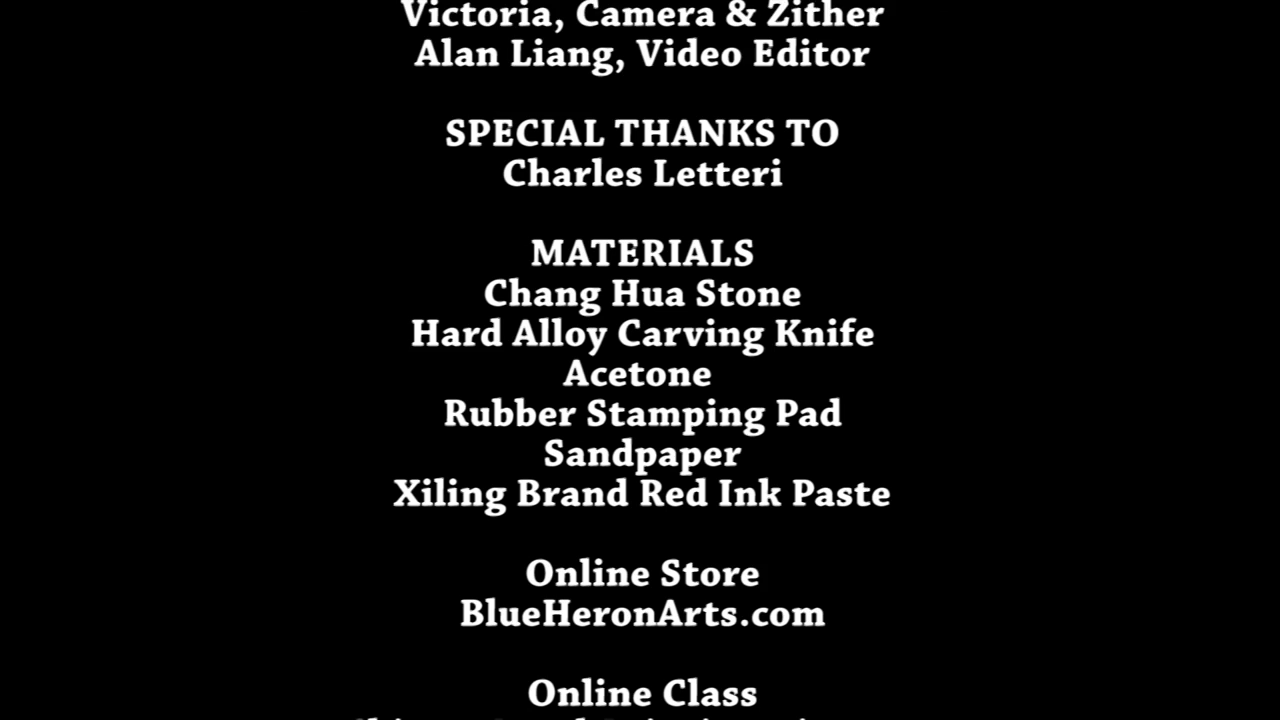 Victoria, Camera & Zither
Alan Liang, Video Editor
SPECIAL THANKS TO
Charles Letteri
MATERIALS
Chang Hua Stone
Hard Alloy Carving Knife
Acetone
Rubber Stamping Pad
Sandpaper
Xiling Brand Red Ink Paste
Online Store
BlueHeronArts.com
Online Class